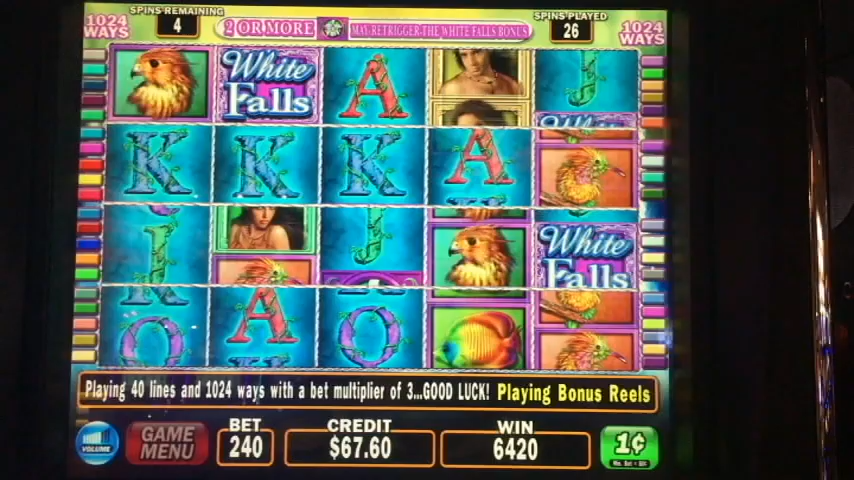 SPINS REMAINING
4
SPINS PLAYED
26
1024 WAYS
2 OR MORE MAY RETRIGGER THE WHITE FALLS BONUS
1024 WAYS
White Falls A J
K K K A
J J White Falls
Q A Q
Playing 40 lines and 1024 ways with a bet multiplier of 3...GOOD LUCK! Playing Bonus Reels
VOLUME
GAME MENU
BET
240
CREDIT
$67.60
WIN
6420
1¢